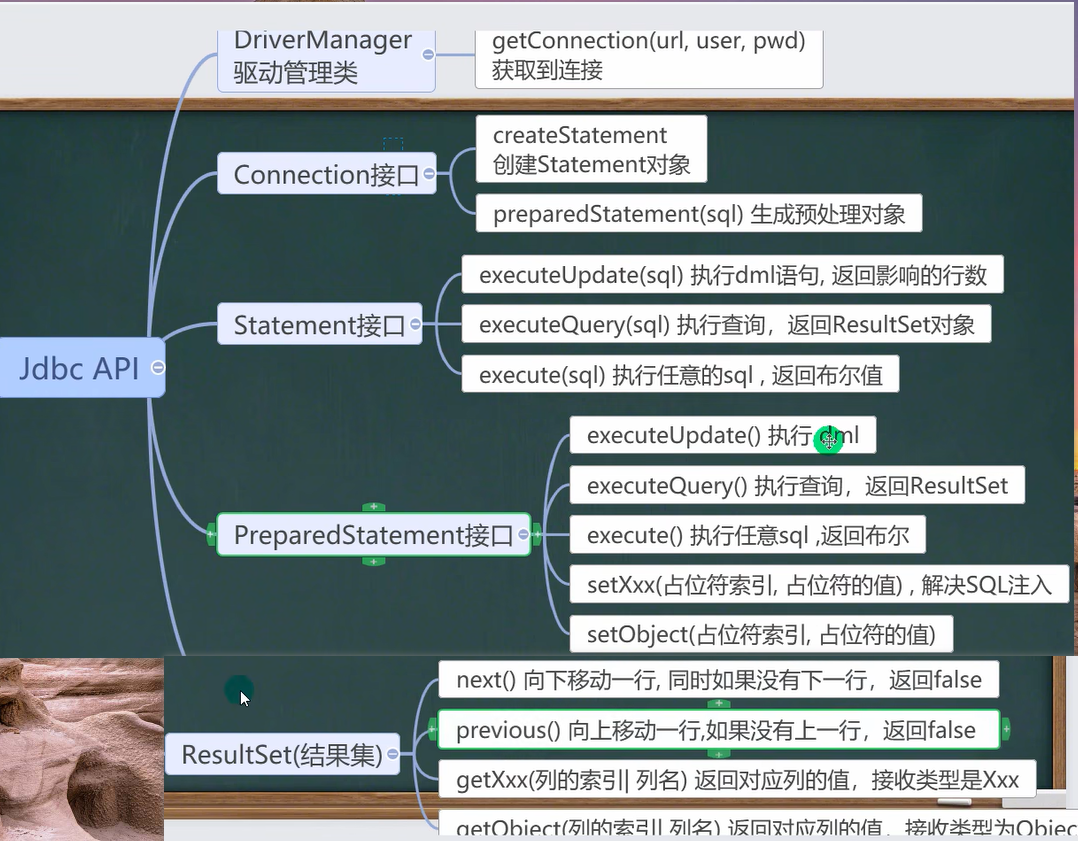 DriverManager
驱动管理类
getConnection(url, user, pwd)
获取到连接
Connection接口
createStatement
创建Statement对象
preparedStatement(sql) 生成预处理对象
Statement接口
executeUpdate(sql) 执行dml语句, 返回影响的行数
executeQuery(sql) 执行查询，返回ResultSet对象
execute(sql) 执行任意的sql , 返回布尔值
Jdbc API
PreparedStatement接口
executeUpdate() 执行 dml
executeQuery() 执行查询，返回ResultSet
execute() 执行任意sql ,返回布尔
setXxx(占位符索引, 占位符的值) , 解决SQL注入
setObject(占位符索引, 占位符的值)
ResultSet(结果集)
next() 向下移动一行, 同时如果没有下一行，返回false
previous() 向上移动一行,如果没有上一行，返回false
getXxx(列的索引| 列名) 返回对应列的值，接收类型是Xxx
getObject(列的索引| 列名) 返回对应列的值，接收类型为Objec